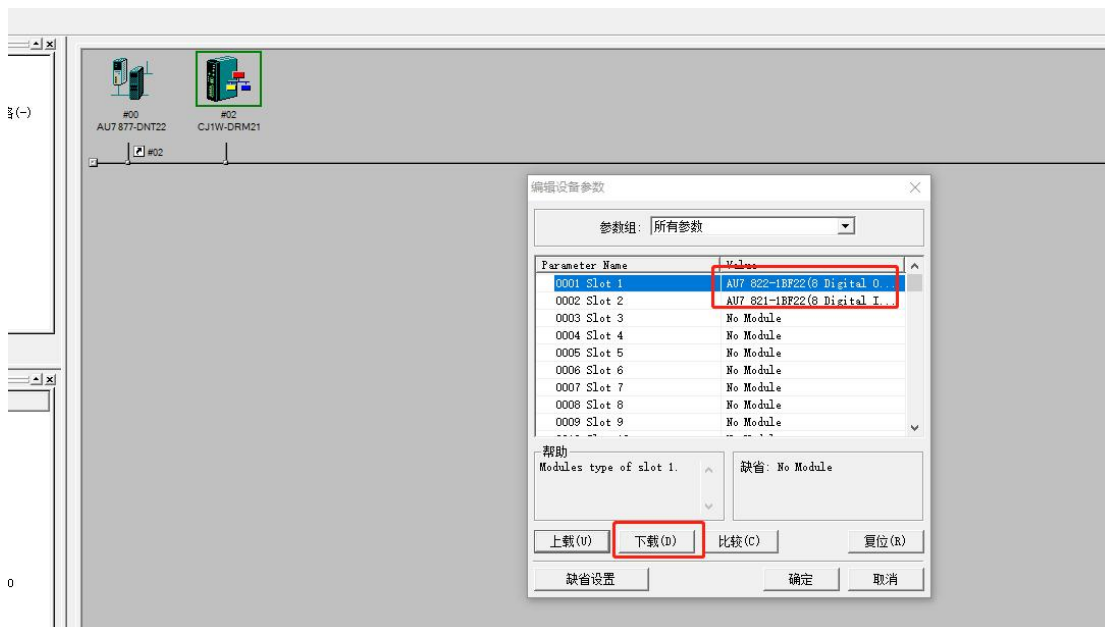 各(-)
#00
AU7 877-DNT22
#02
CJ1W-DRM21
#02
编辑设备参数
参数组: 所有参数
Parameter Name Value
0001 Slot 1 AU7 822-1BF22(8 Digital O...
0002 Slot 2 AU7 821-1BF22(8 Digital I...
0003 Slot 3 No Module
0004 Slot 4 No Module
0005 Slot 5 No Module
0006 Slot 6 No Module
0007 Slot 7 No Module
0008 Slot 8 No Module
0009 Slot 9 No Module
帮助
Modules type of slot 1.
缺省: No Module
上载(U) 下载(D) 比较(C) 复位(R)
缺省设置 确定 取消
0